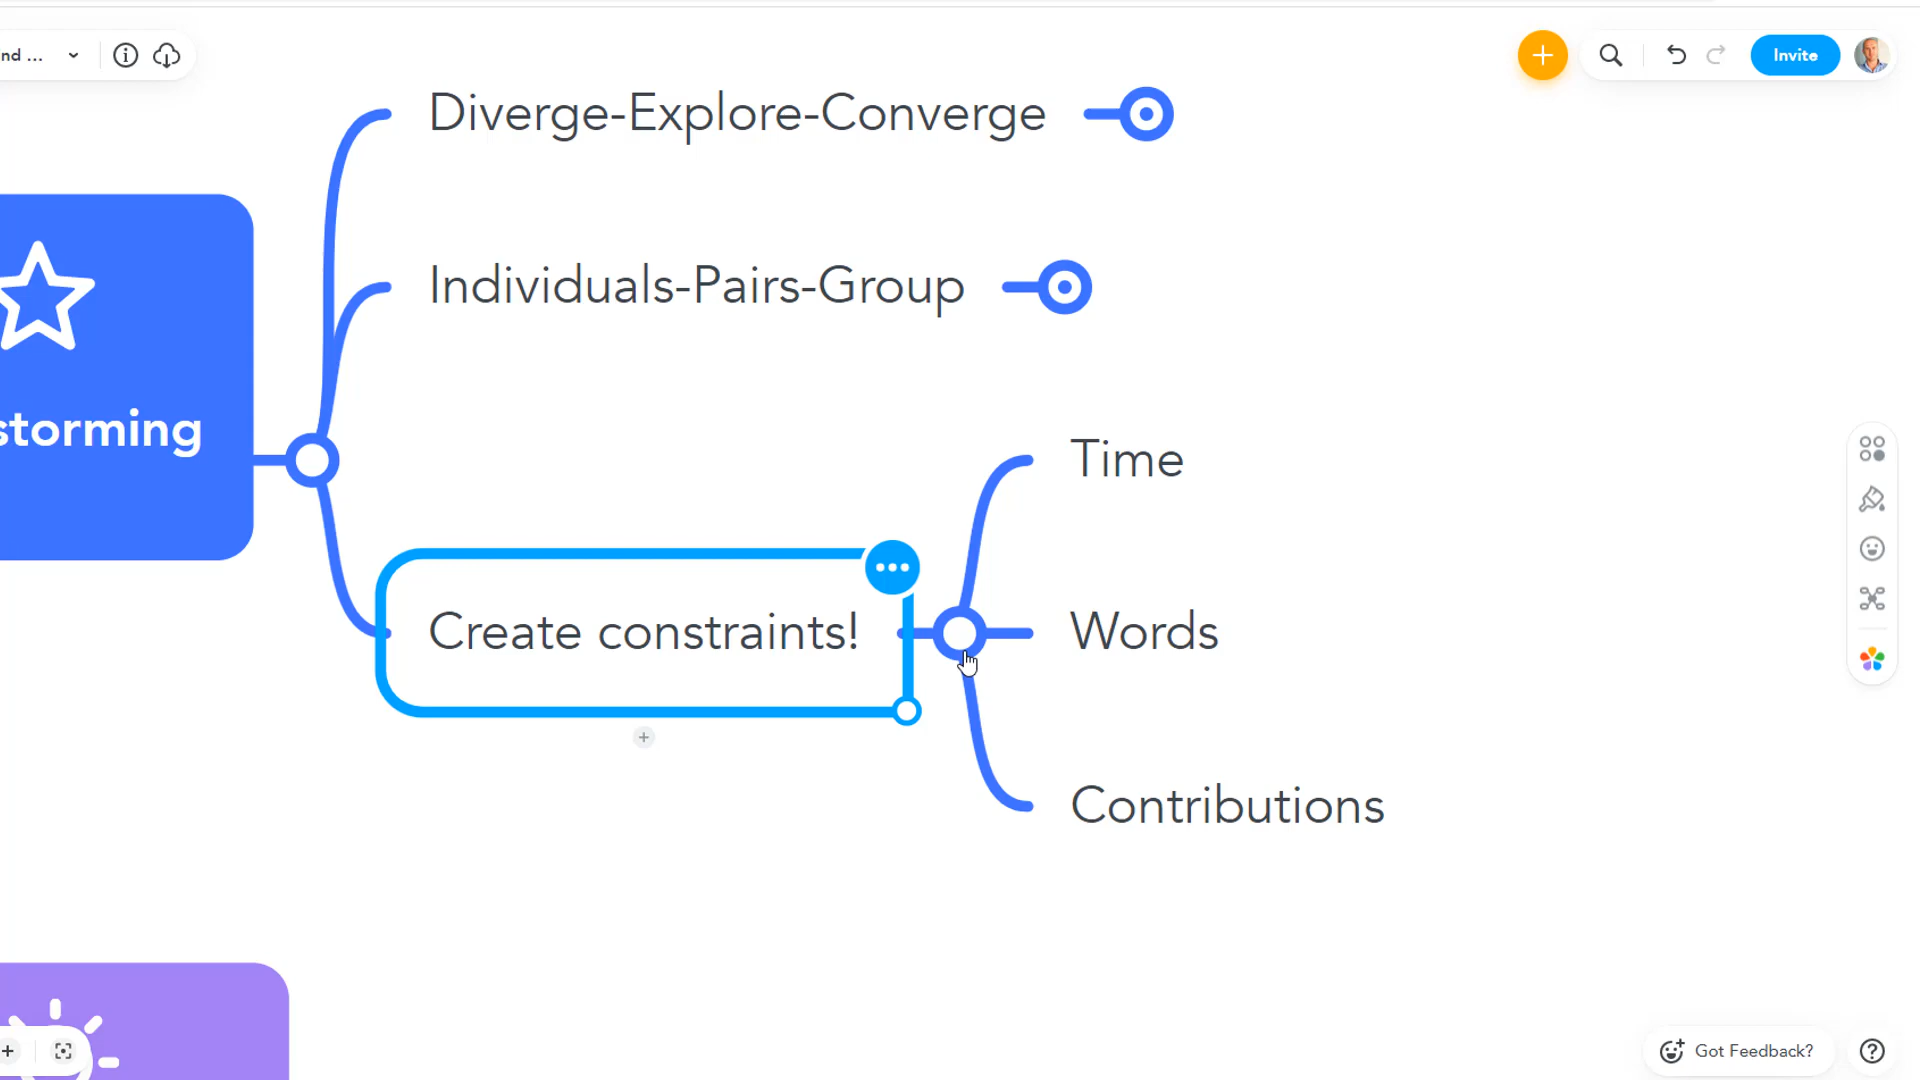 nd ...
Invite
Diverge-Explore-Converge
Individuals-Pairs-Group
storming
Time
Create constraints!
Words
Contributions
Got Feedback?